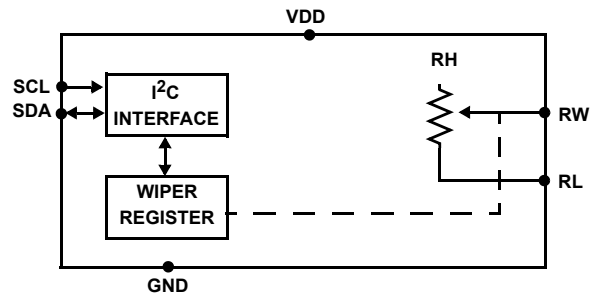 VDD
RH
SCL
SDA
I²C
INTERFACE
RW
RL
WIPER
REGISTER
GND